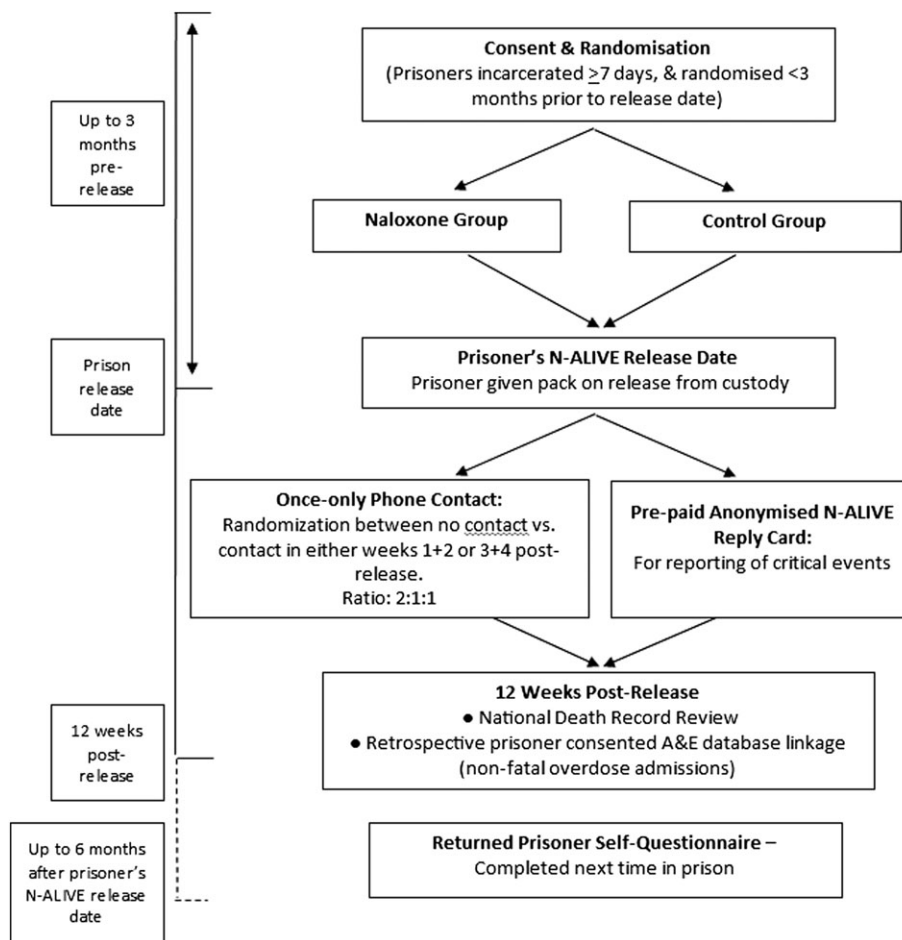 Consent & Randomisation
(Prisoners incarcerated >7 days, & randomised <3
months prior to release date)
Up to 3
months
pre-
release
Naloxone Group
Control Group
Prison
release
date
Prisoner's N-ALIVE Release Date
Prisoner given pack on release from custody
Once-only Phone Contact:
Randomization between no contact vs.
contact in either weeks 1+2 or 3+4 post-
release.
Ratio: 2:1:1
Pre-paid Anonymised N-ALIVE
Reply Card:
For reporting of critical events
12 weeks
post-
release
12 Weeks Post-Release
● National Death Record Review
● Retrospective prisoner consented A&E database linkage
(non-fatal overdose admissions)
Up to 6 months
after prisoner's
N-ALIVE release
date
Returned Prisoner Self-Questionnaire –
Completed next time in prison